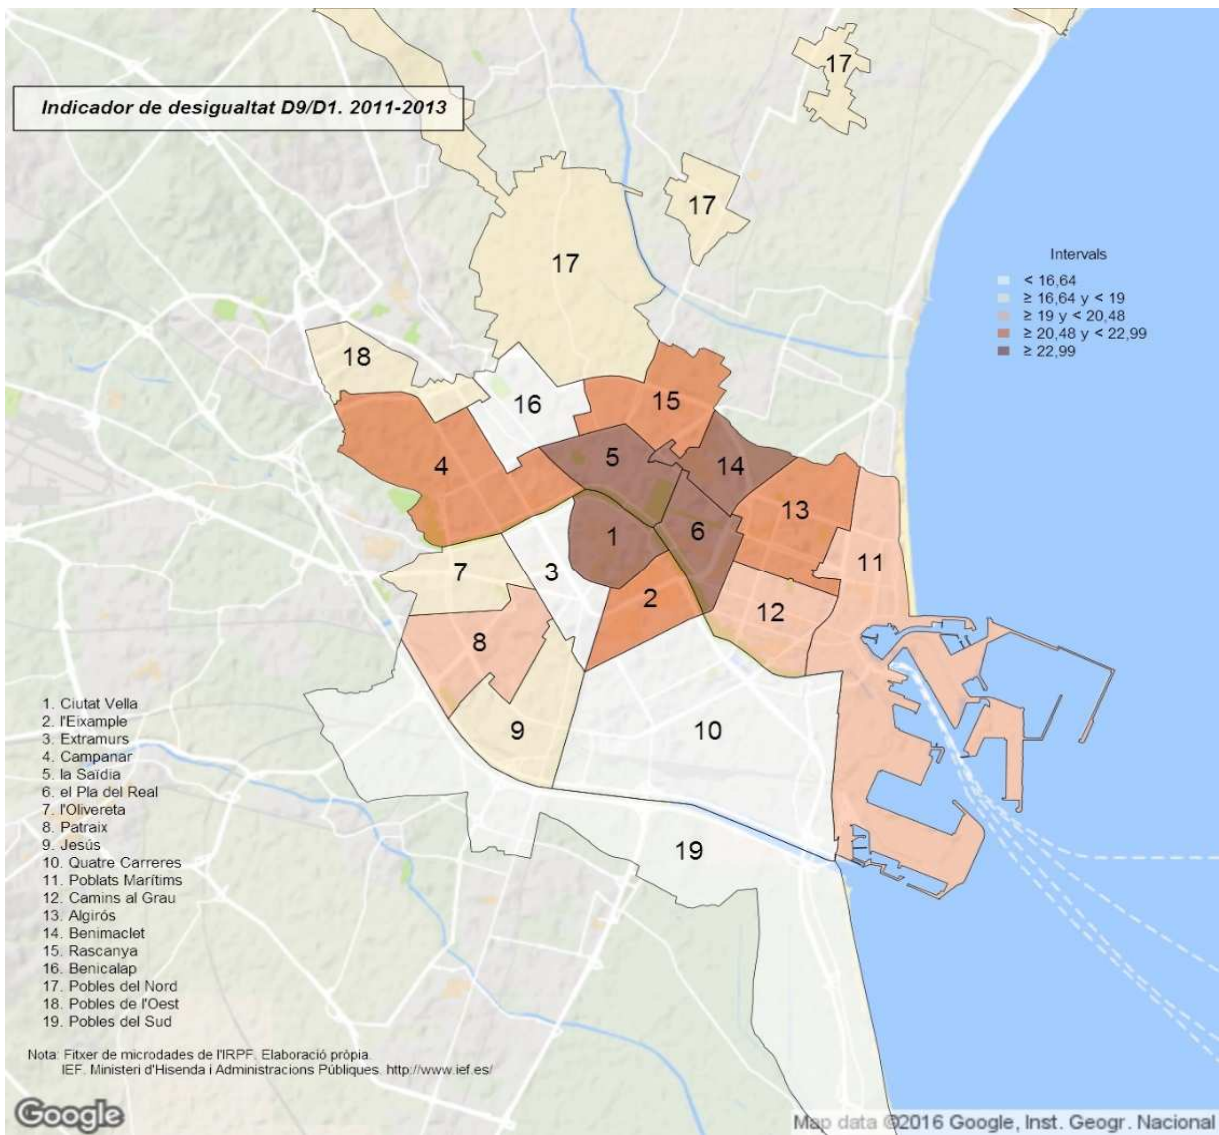 Indicador de desigualtat D9/D1. 2011-2013
17
17
17
Intervals
< 16,64
≥ 16,64 y < 19
≥ 19 y < 20,48
≥ 20,48 y < 22,99
≥ 22,99
18
16
15
4
5
14
13
1
6
11
7
3
2
12
8
9
10
19
1. Ciutat Vella
2. l'Eixample
3. Extramurs
4. Campanar
5. la Saïdia
6. el Pla del Real
7. l'Olivereta
8. Patraix
9. Jesús
10. Quatre Carreres
11. Poblats Marítims
12. Camins al Grau
13. Algirós
14. Benimaclet
15. Rascanya
16. Benicalap
17. Pobles del Nord
18. Pobles de l'Oest
19. Pobles del Sud
Nota: Fitxer de microdades de l'IRPF. Elaboració pròpia.
IEF. Ministeri d'Hisenda i Administracions Públiques. http://www.ief.es/
Google
Map data ©2016 Google, Inst. Geogr. Nacional